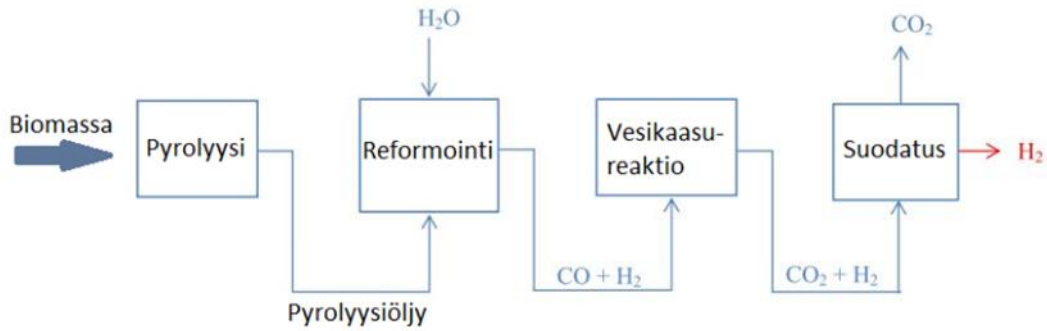 Biomassa
Pyrolyysi
Pyrolyysiöljy
H₂O
Reformointi
CO + H₂
Vesikaasu-
reaktio
CO₂ + H₂
CO₂
Suodatus
H₂